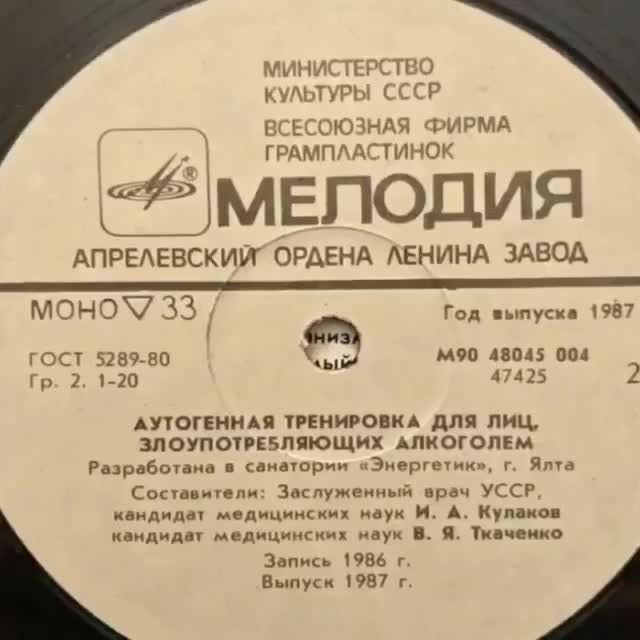 МИНИСТЕРСТВО
КУЛЬТУРЫ СССР
ВСЕСОЮЗНАЯ ФИРМА
ГРАМПЛАСТИНОК
®
МЕЛОДИЯ
АПРЕЛЕВСКИЙ ОРДЕНА ЛЕНИНА ЗАВОД
МОНО ▽ 33
Год выпуска 1987
ГОСТ 5289-80
Гр. 2. 1-20
М90 48045 004
47425
2
АУТОГЕННАЯ ТРЕНИРОВКА ДЛЯ ЛИЦ,
ЗЛОУПОТРЕБЛЯЮЩИХ АЛКОГОЛЕМ
Разработана в санатории «Энергетик», г. Ялта
Составители: Заслуженный врач УССР,
кандидат медицинских наук И. А. Кулаков
кандидат медицинских наук В. Я. Ткаченко
Запись 1986 г.
Выпуск 1987 г.